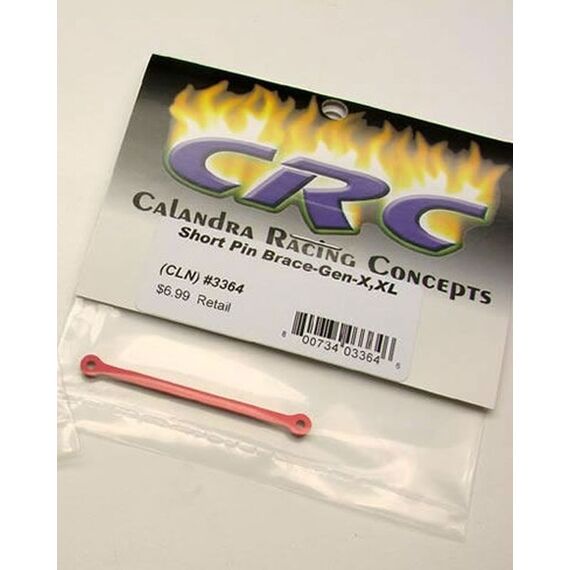 CRC
Calandra Racing Concepts
Short Pin Brace-Gen-X,XL
(CLN) #3364
$6.99 Retail
8 00734 03364 6